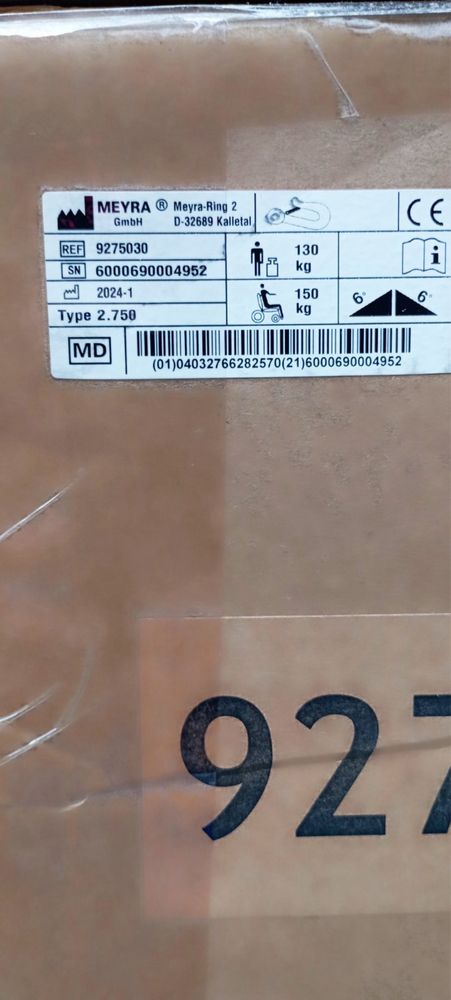 MEYRA ® Meyra-Ring 2
GmbH D-32689 Kalletal
CE
REF 9275030
130 kg
SN 6000690004952
2024-1
150 kg
6° 6°
Type 2.750
MD
(01)04032766282570(21)6000690004952
927